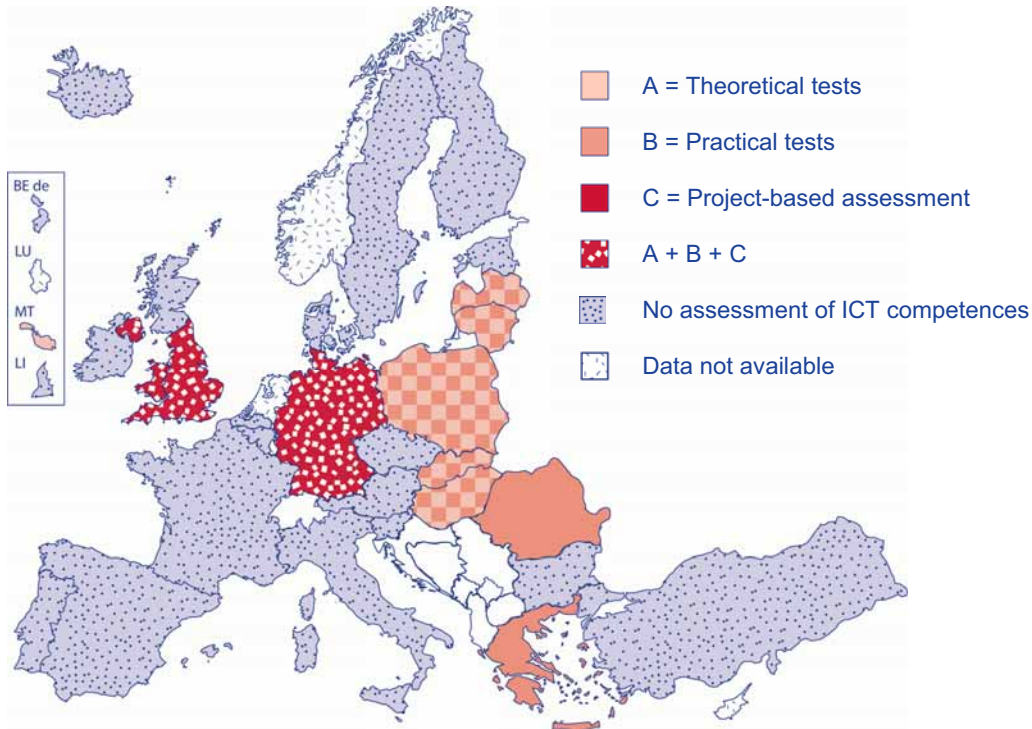 A = Theoretical tests
B = Practical tests
C = Project-based assessment
A + B + C
No assessment of ICT competences
Data not available
BE de
LU
MT
LI